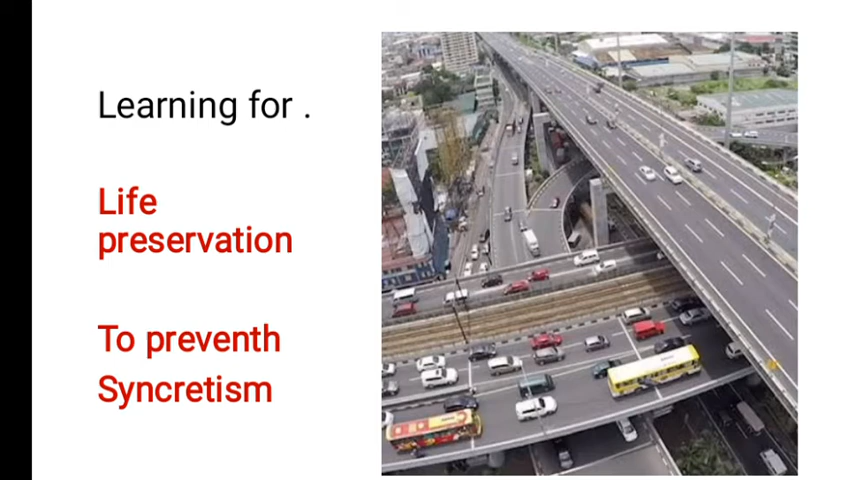 Learning for .
Life
preservation
To preventh
Syncretism